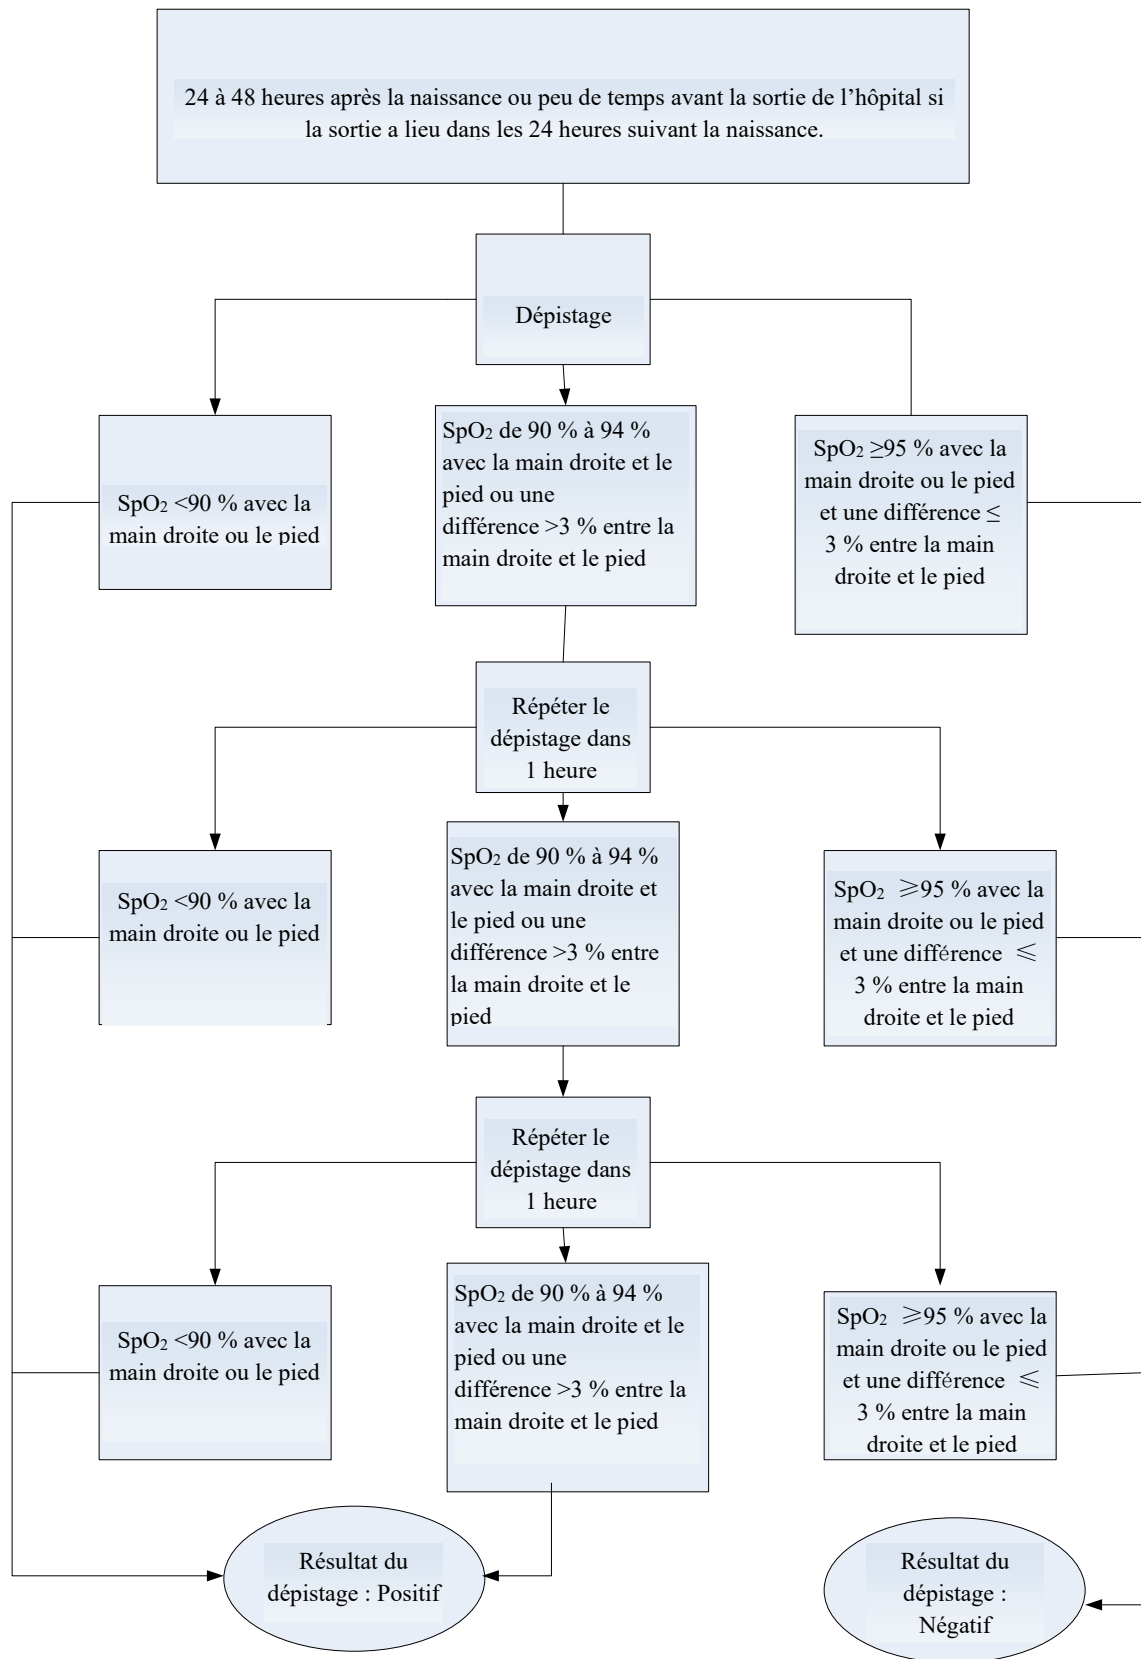 24 à 48 heures après la naissance ou peu de temps avant la sortie de l’hôpital si
la sortie a lieu dans les 24 heures suivant la naissance.
Dépistage
SpO2 <90 % avec la
main droite ou le pied
SpO2 de 90 % à 94 %
avec la main droite et le
pied ou une
différence >3 % entre la
main droite et le pied
SpO2 ≥95 % avec la
main droite ou le pied
et une différence ≤
3 % entre la main
droite et le pied
Répéter le
dépistage dans
1 heure
SpO2 <90 % avec la
main droite ou le pied
SpO2 de 90 % à 94 %
avec la main droite et
le pied ou une
différence >3 % entre
la main droite et le
pied
SpO2 ≥95 % avec la
main droite ou le pied
et une différence ≤
3 % entre la main
droite et le pied
Répéter le
dépistage dans
1 heure
SpO2 <90 % avec la
main droite ou le pied
SpO2 de 90 % à 94 %
avec la main droite et le
pied ou une
différence >3 % entre la
main droite et le pied
SpO2 ≥95 % avec la
main droite ou le pied
et une différence ≤
3 % entre la main
droite et le pied
Résultat du
dépistage : Positif
Résultat du
dépistage :
Négatif